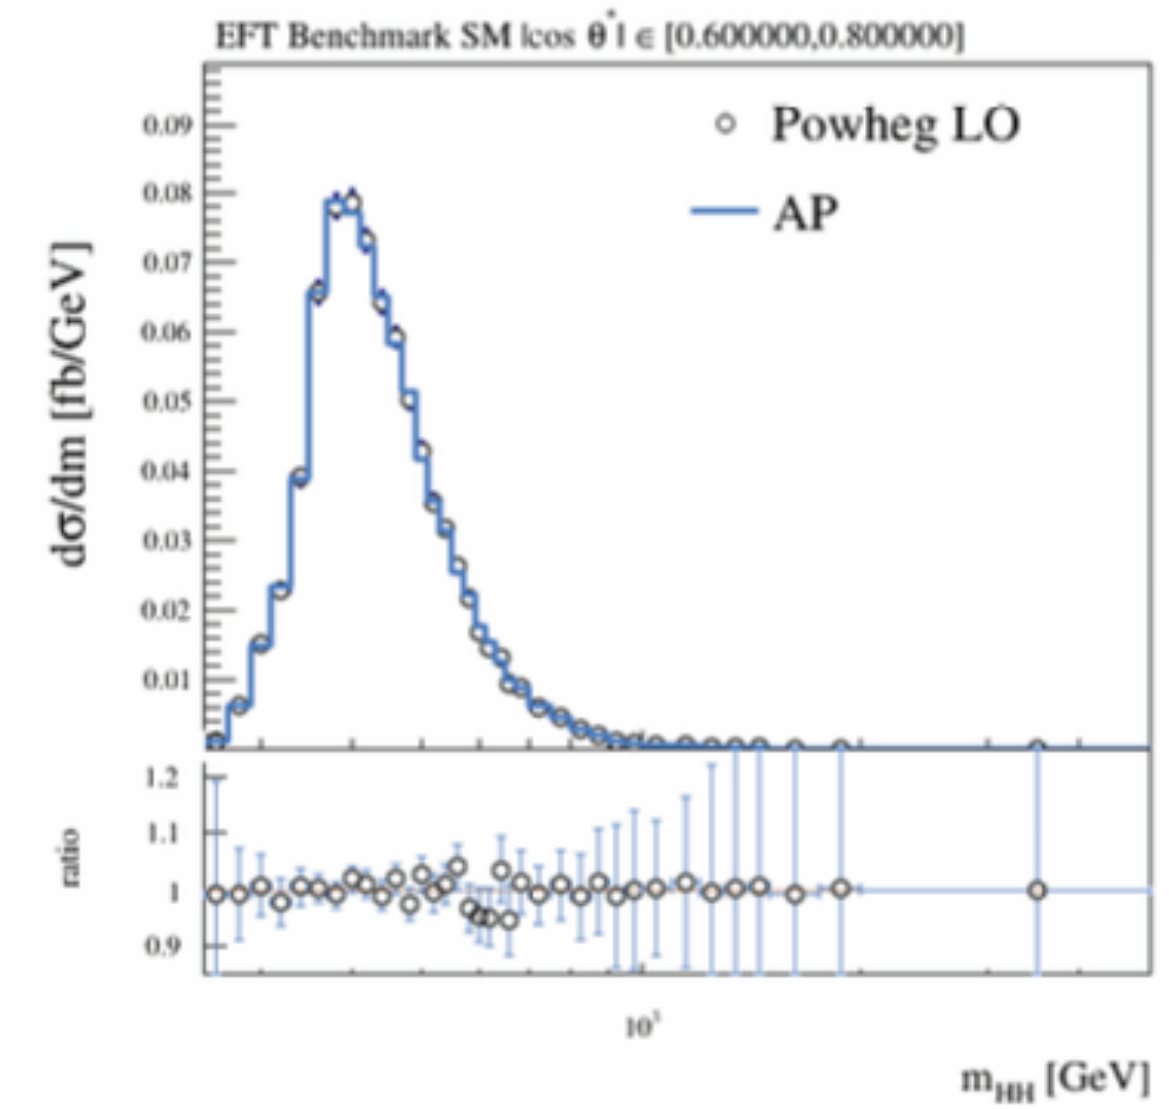 EFT Benchmark SM |cos θ* | ∈ [0.600000,0.800000]
Powheg LO
AP
dσ/dm [fb/GeV]
0.09
0.08
0.07
0.06
0.05
0.04
0.03
0.02
0.01
ratio
1.2
1.1
1
0.9
10³
m_HH [GeV]